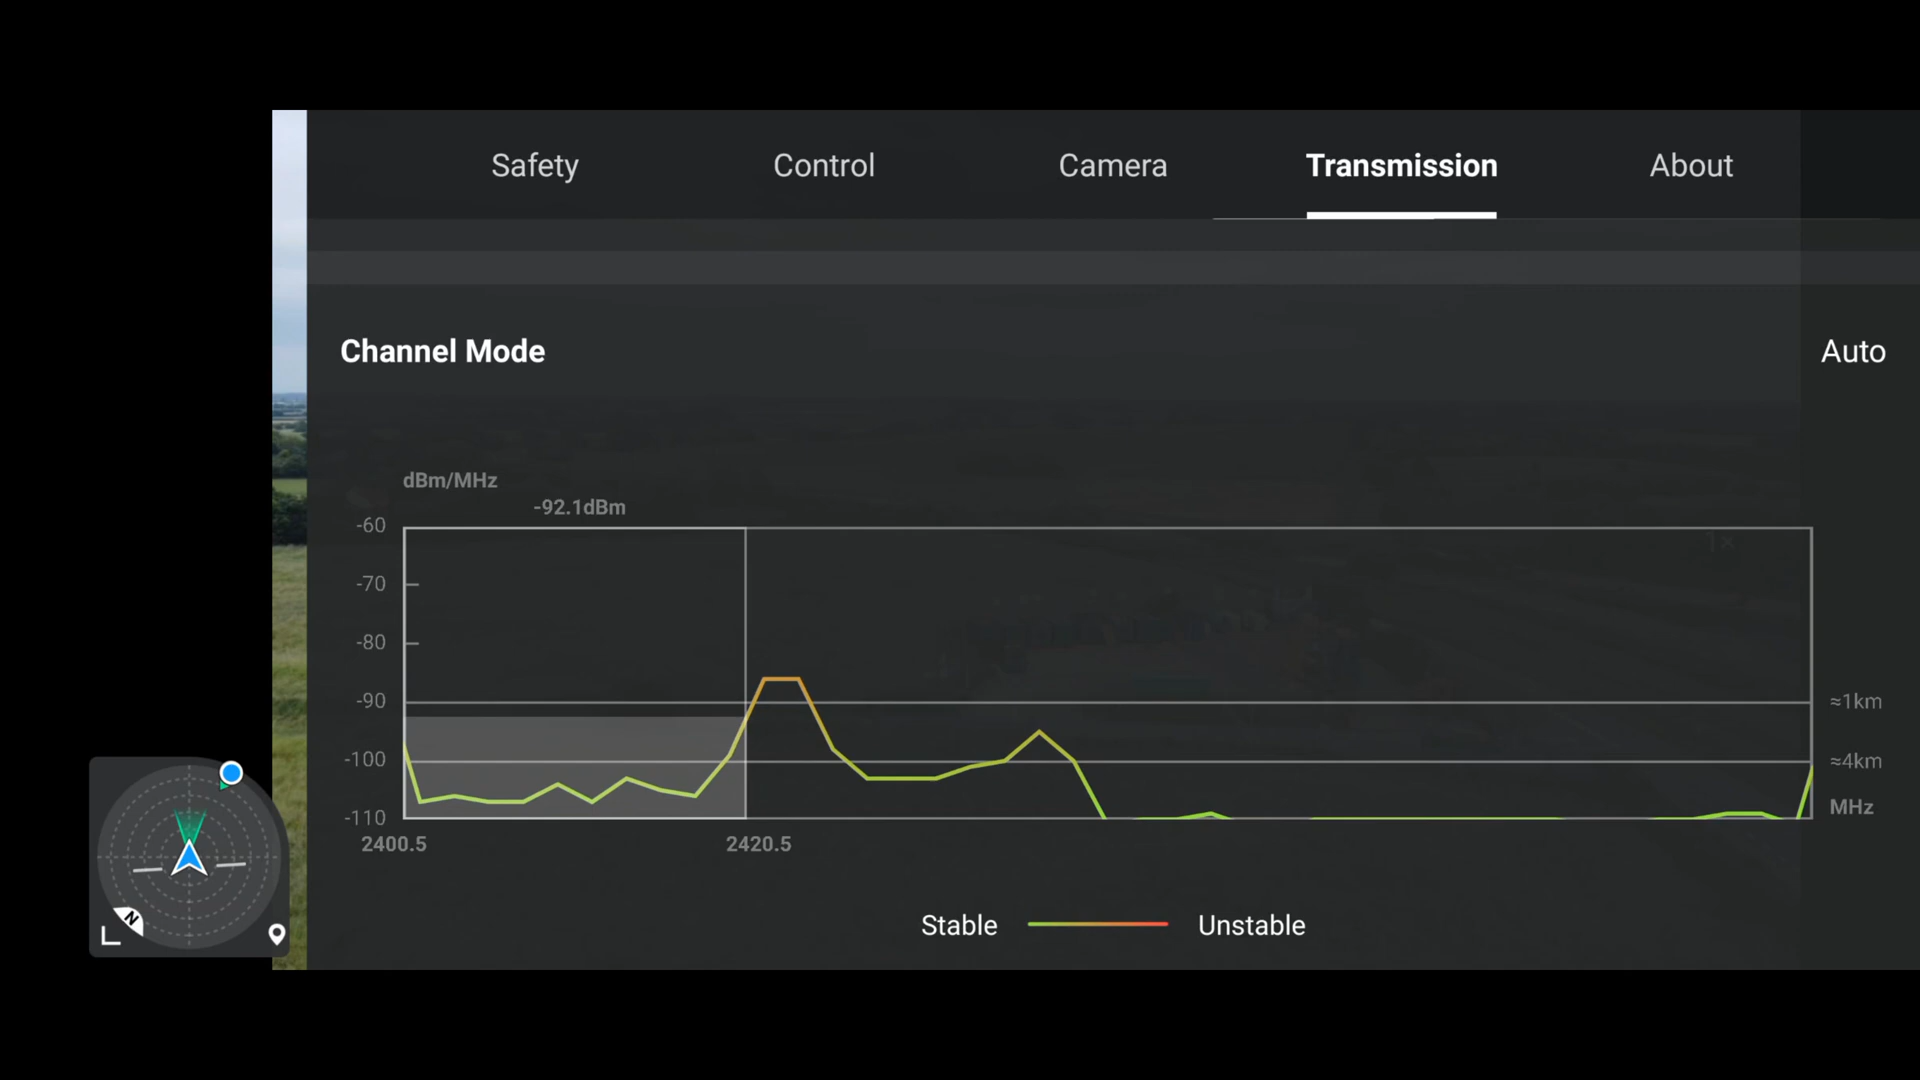 Safety Control Camera Transmission About
Channel Mode Auto
dBm/MHz
-92.1dBm
-60
-70
-80
-90 ≈1km
-100 ≈4km
-110 MHz
2400.5 2420.5
N
L
Stable Unstable